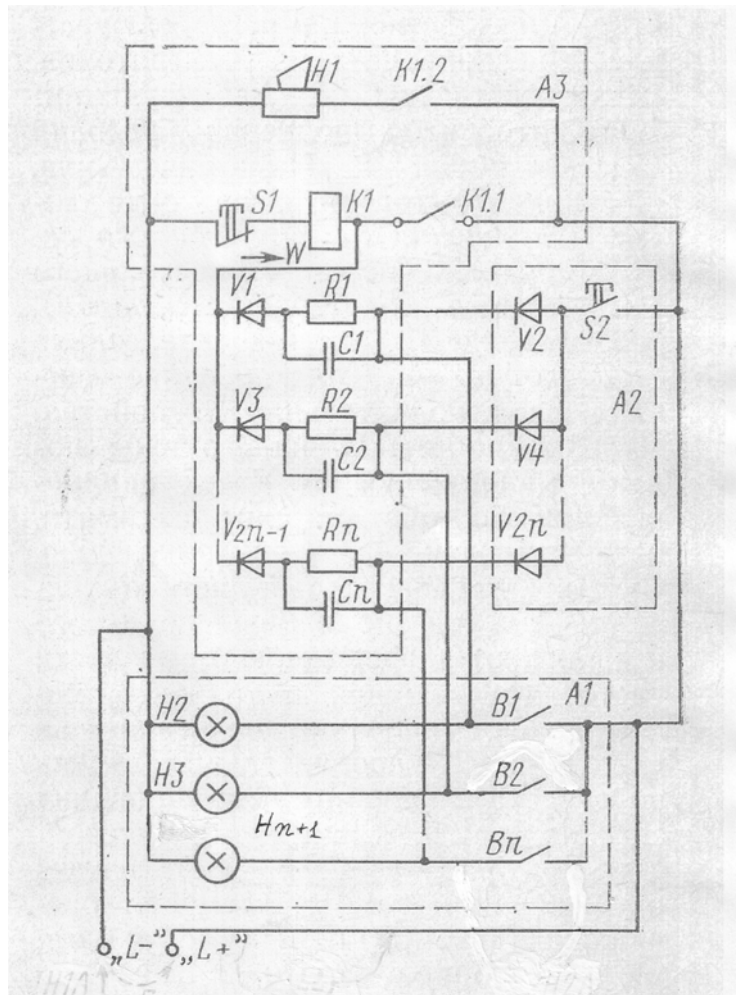 H1 K1.2 A3
S1 K1 K1.1
W
V1 R1 V2 S2
C1
A2
V3 R2 V4
C2
V2n-1 Rn V2n
Cn
H2 B1 A1
H3 B2
Hn+1 Bn
„L-” „L+”